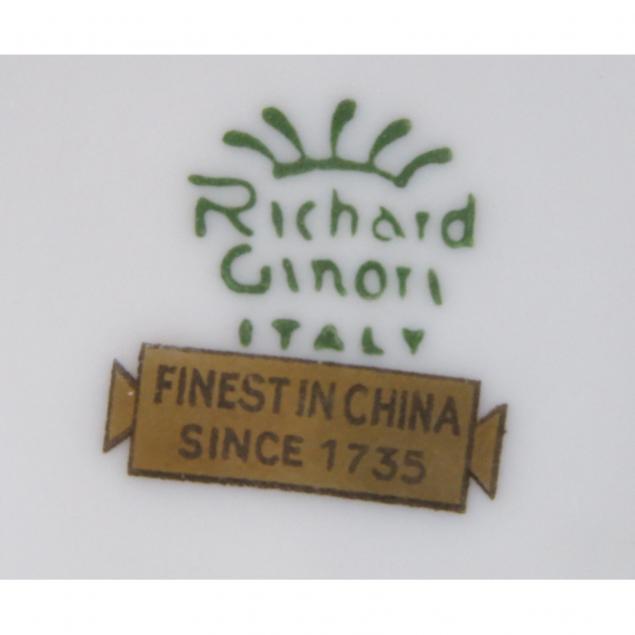 Richard
Ginori
ITALY
FINEST IN CHINA
SINCE 1735